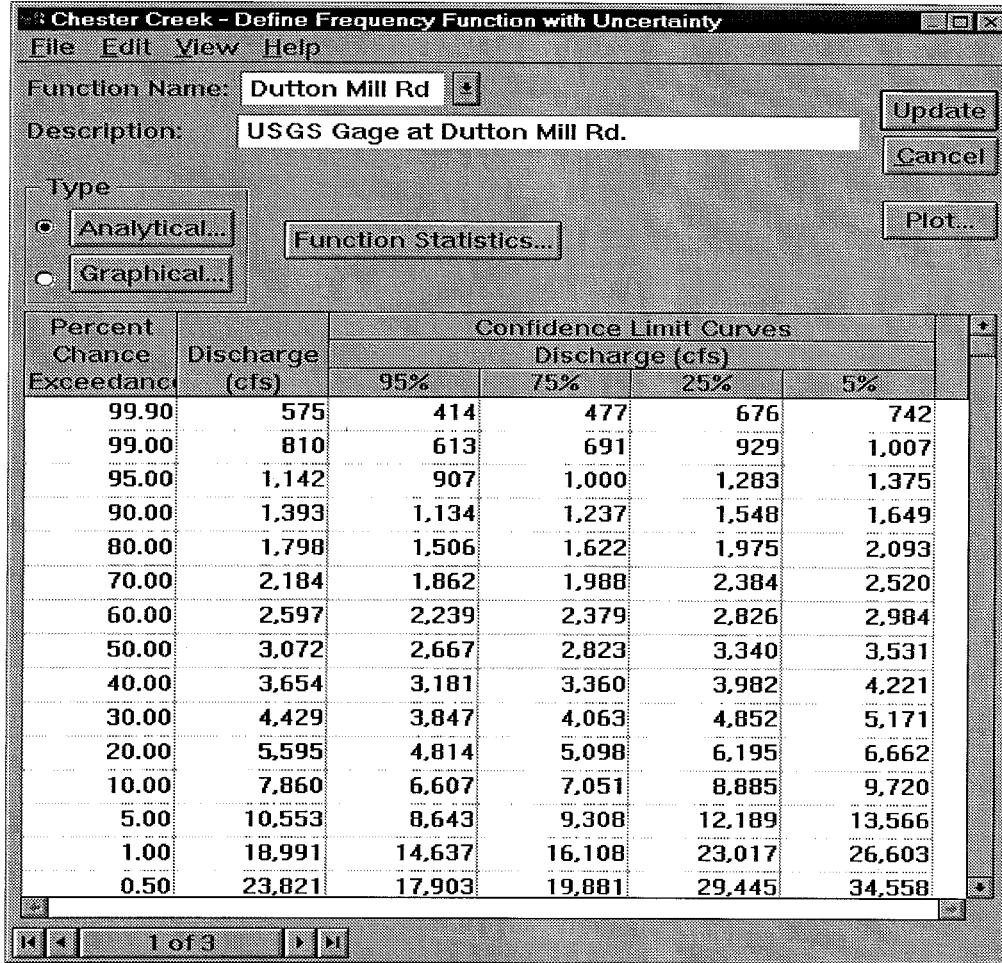 Chester Creek - Define Frequency Function with Uncertainty
File Edit View Help
Function Name: Dutton Mill Rd
Description: USGS Gage at Dutton Mill Rd.
Update
Cancel
Plot...
Type
Analytical...
Graphical...
Function Statistics...
Percent Confidence Limit Curves
Chance Discharge Discharge (cfs)
Exceedanc (cfs) 95% 75% 25% 5%
99.90 575 414 477 676 742
99.00 810 613 691 929 1,007
95.00 1,142 907 1,000 1,283 1,375
90.00 1,393 1,134 1,237 1,548 1,649
80.00 1,798 1,506 1,622 1,975 2,093
70.00 2,184 1,862 1,988 2,384 2,520
60.00 2,597 2,239 2,379 2,826 2,984
50.00 3,072 2,667 2,823 3,340 3,531
40.00 3,654 3,181 3,360 3,982 4,221
30.00 4,429 3,847 4,063 4,852 5,171
20.00 5,595 4,814 5,098 6,195 6,662
10.00 7,860 6,607 7,051 8,885 9,720
5.00 10,553 8,643 9,308 12,189 13,566
1.00 18,991 14,637 16,108 23,017 26,603
0.50 23,821 17,903 19,881 29,445 34,558
1 of 3